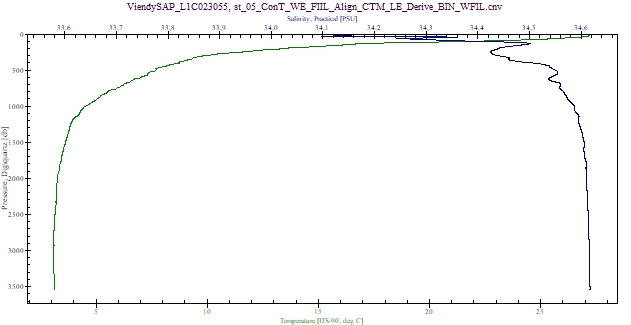 ViendySAP_L1C023055, st_05_ConT_WE_FIIL_Align_CTM_LE_Derive_BIN_WFIL.cnv
Salinity, Practical [PSU]
33.6 33.7 33.8 33.9 34.0 34.1 34.2 34.3 34.4 34.5 34.6
0
500
1000
1500
2000
2500
3000
3500
Pressure, Digiquartz [db]
5 10 15 20 25
Temperature [ITS-90, deg C]